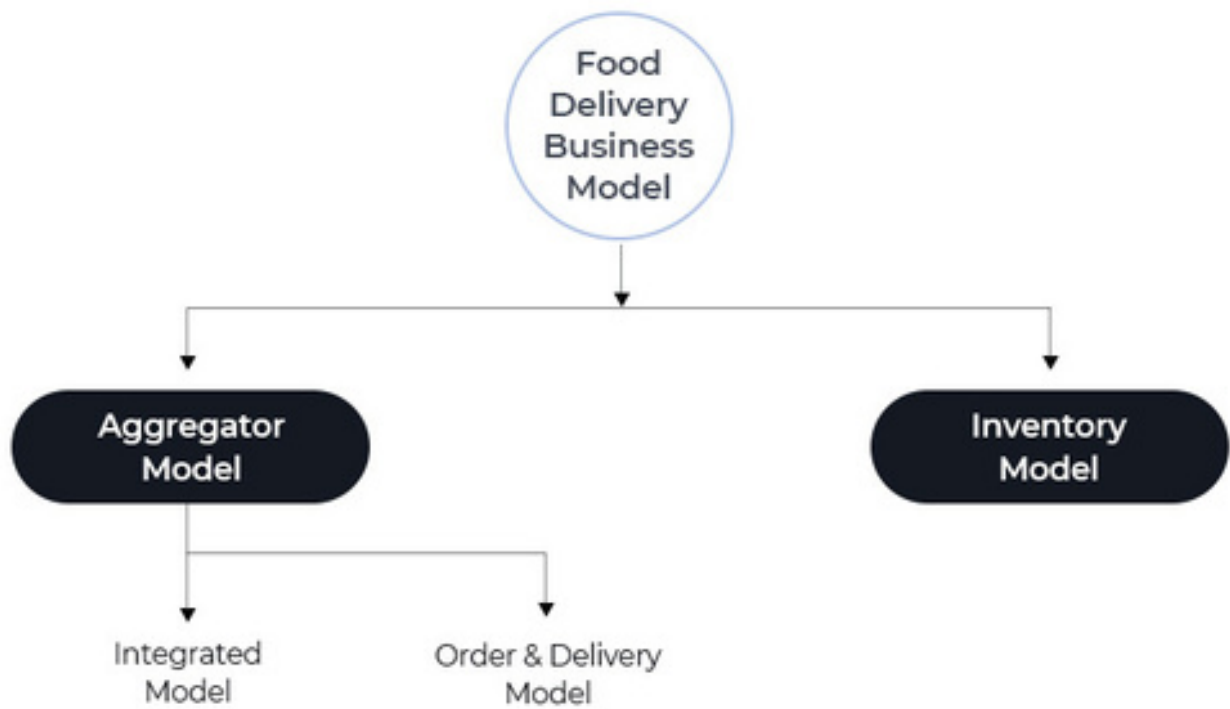 Food
Delivery
Business
Model
Aggregator
Model
Inventory
Model
Integrated
Model
Order & Delivery
Model